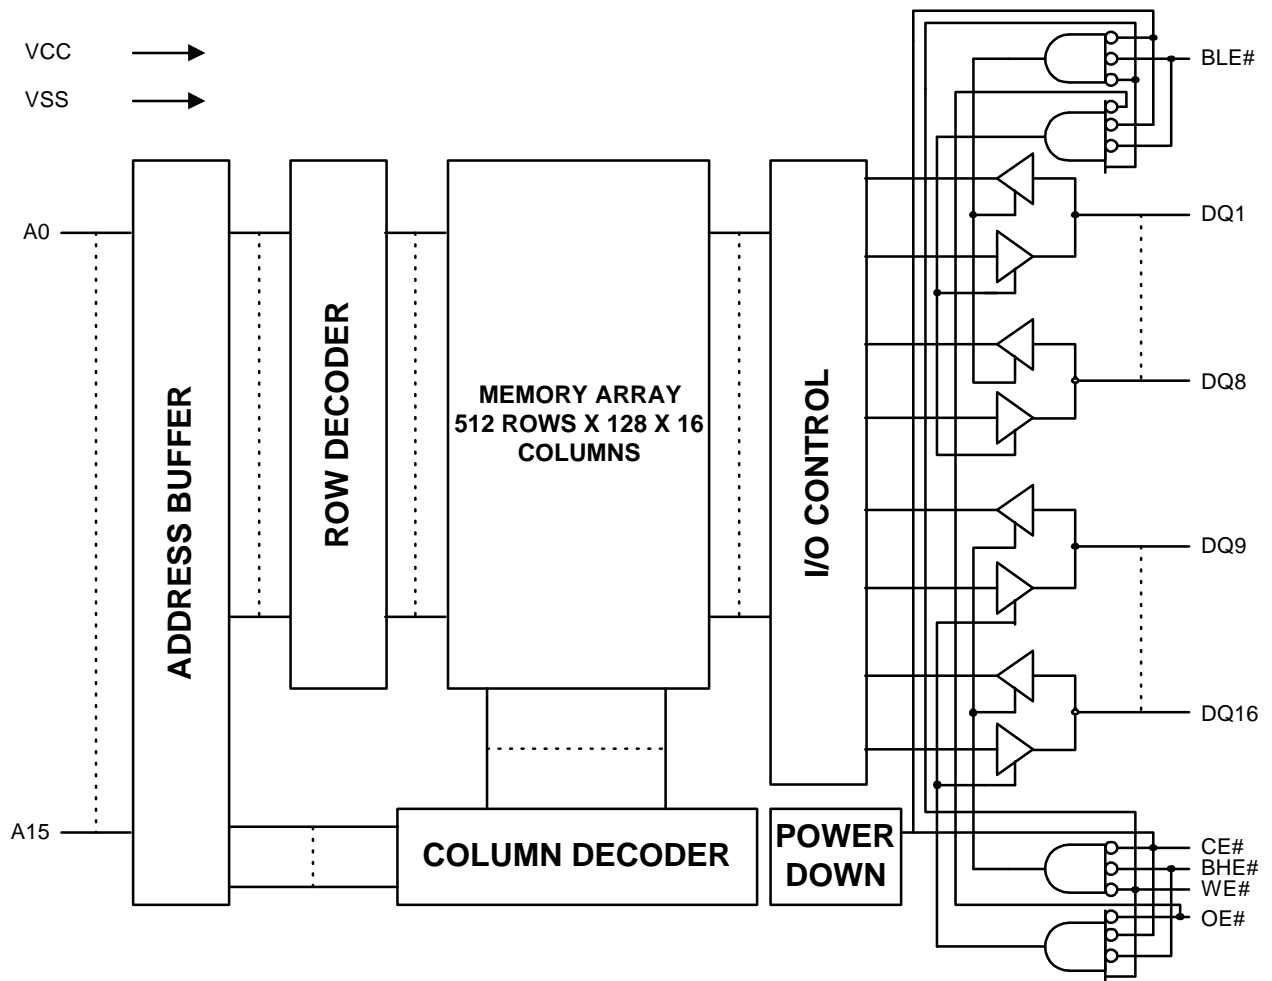 VCC
VSS
BLE#
A0
DQ1
DQ8
DQ9
DQ16
A15
ADDRESS BUFFER
ROW DECODER
MEMORY ARRAY
512 ROWS X 128 X 16
COLUMNS
I/O CONTROL
COLUMN DECODER
POWER
DOWN
CE#
BHE#
WE#
OE#